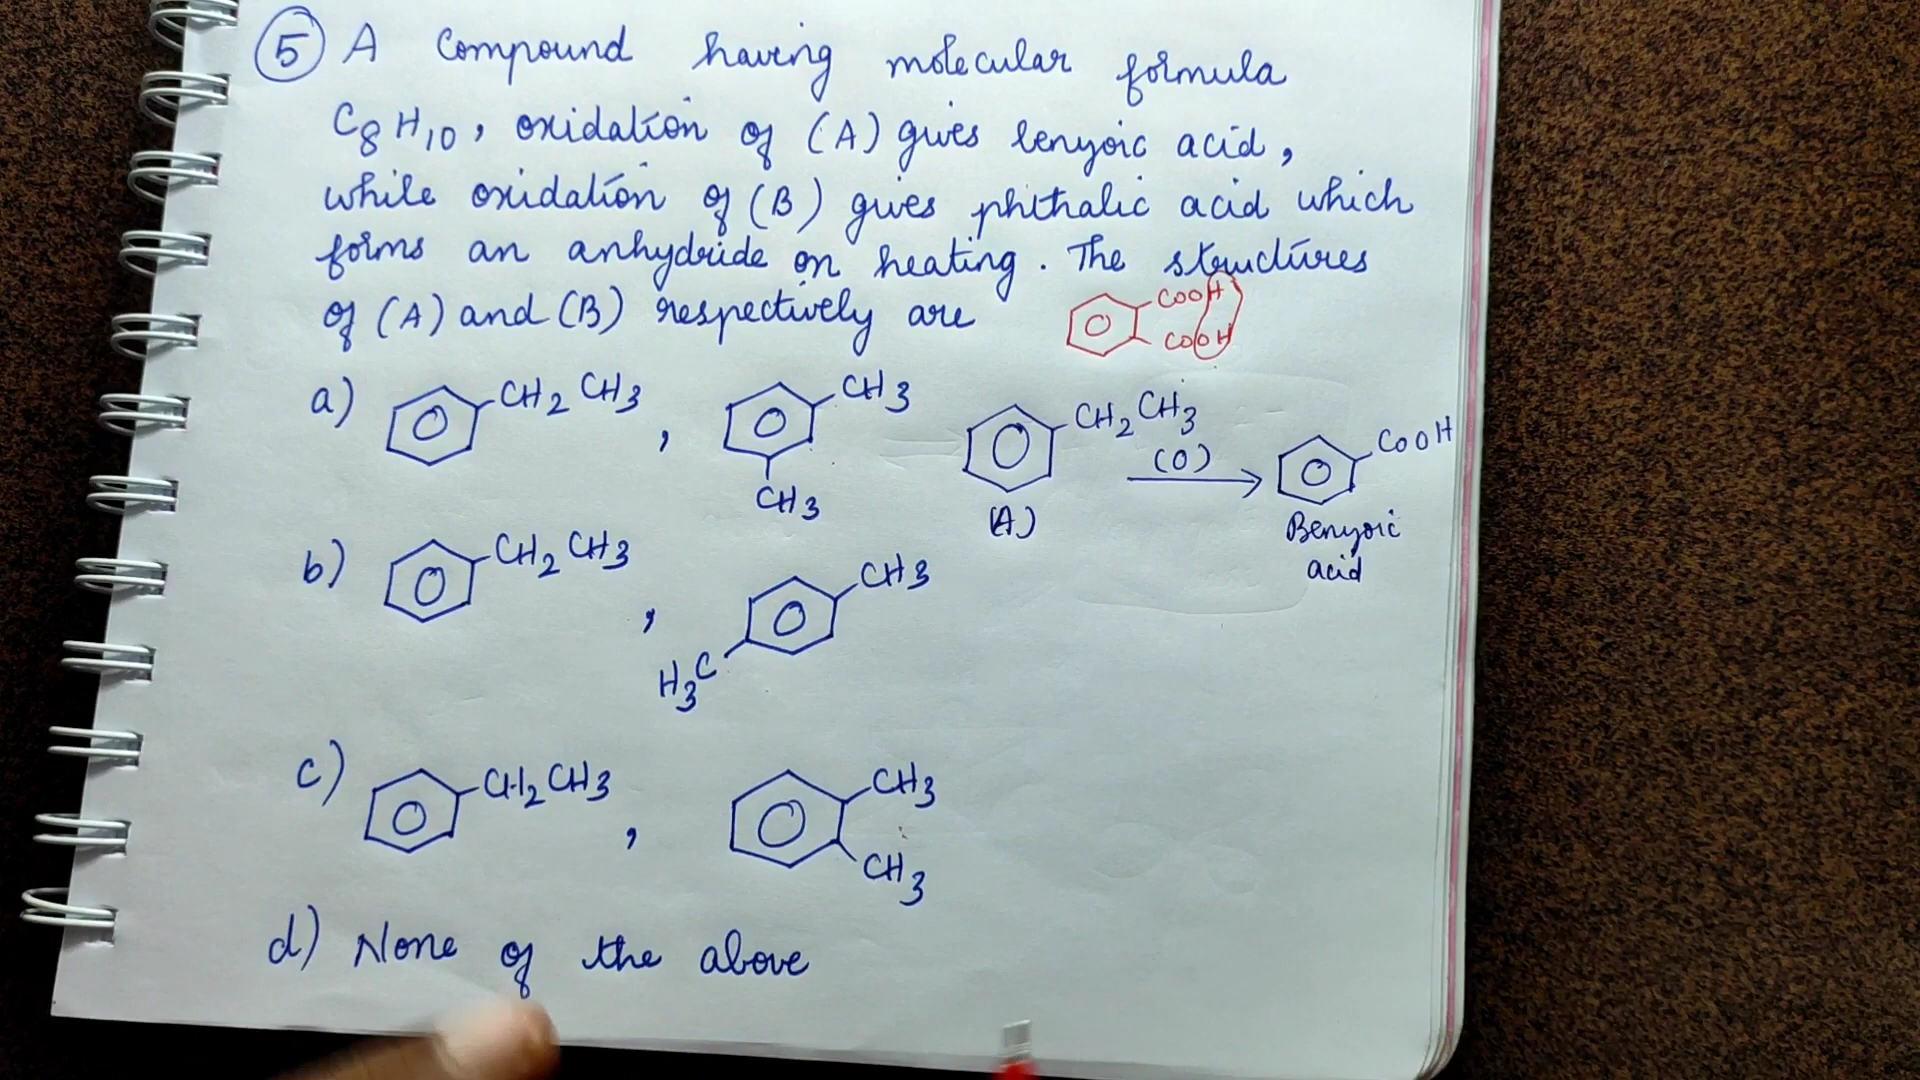 5 A Compound having molecular formula
C8H10, oxidation of (A) gives benyoic acid,
while oxidation of (B) gives phthalic acid which
forms an anhydride on heating. The structures
of (A) and (B) respectively are
COOH
COOH
a) CH2CH3 , CH3
CH3
CH2CH3
(O)
COOH
(A)
Benyoic
acid
b) CH2CH3 , CH3
H3C
c) CH2CH3 , CH3
CH3
d) None of the above